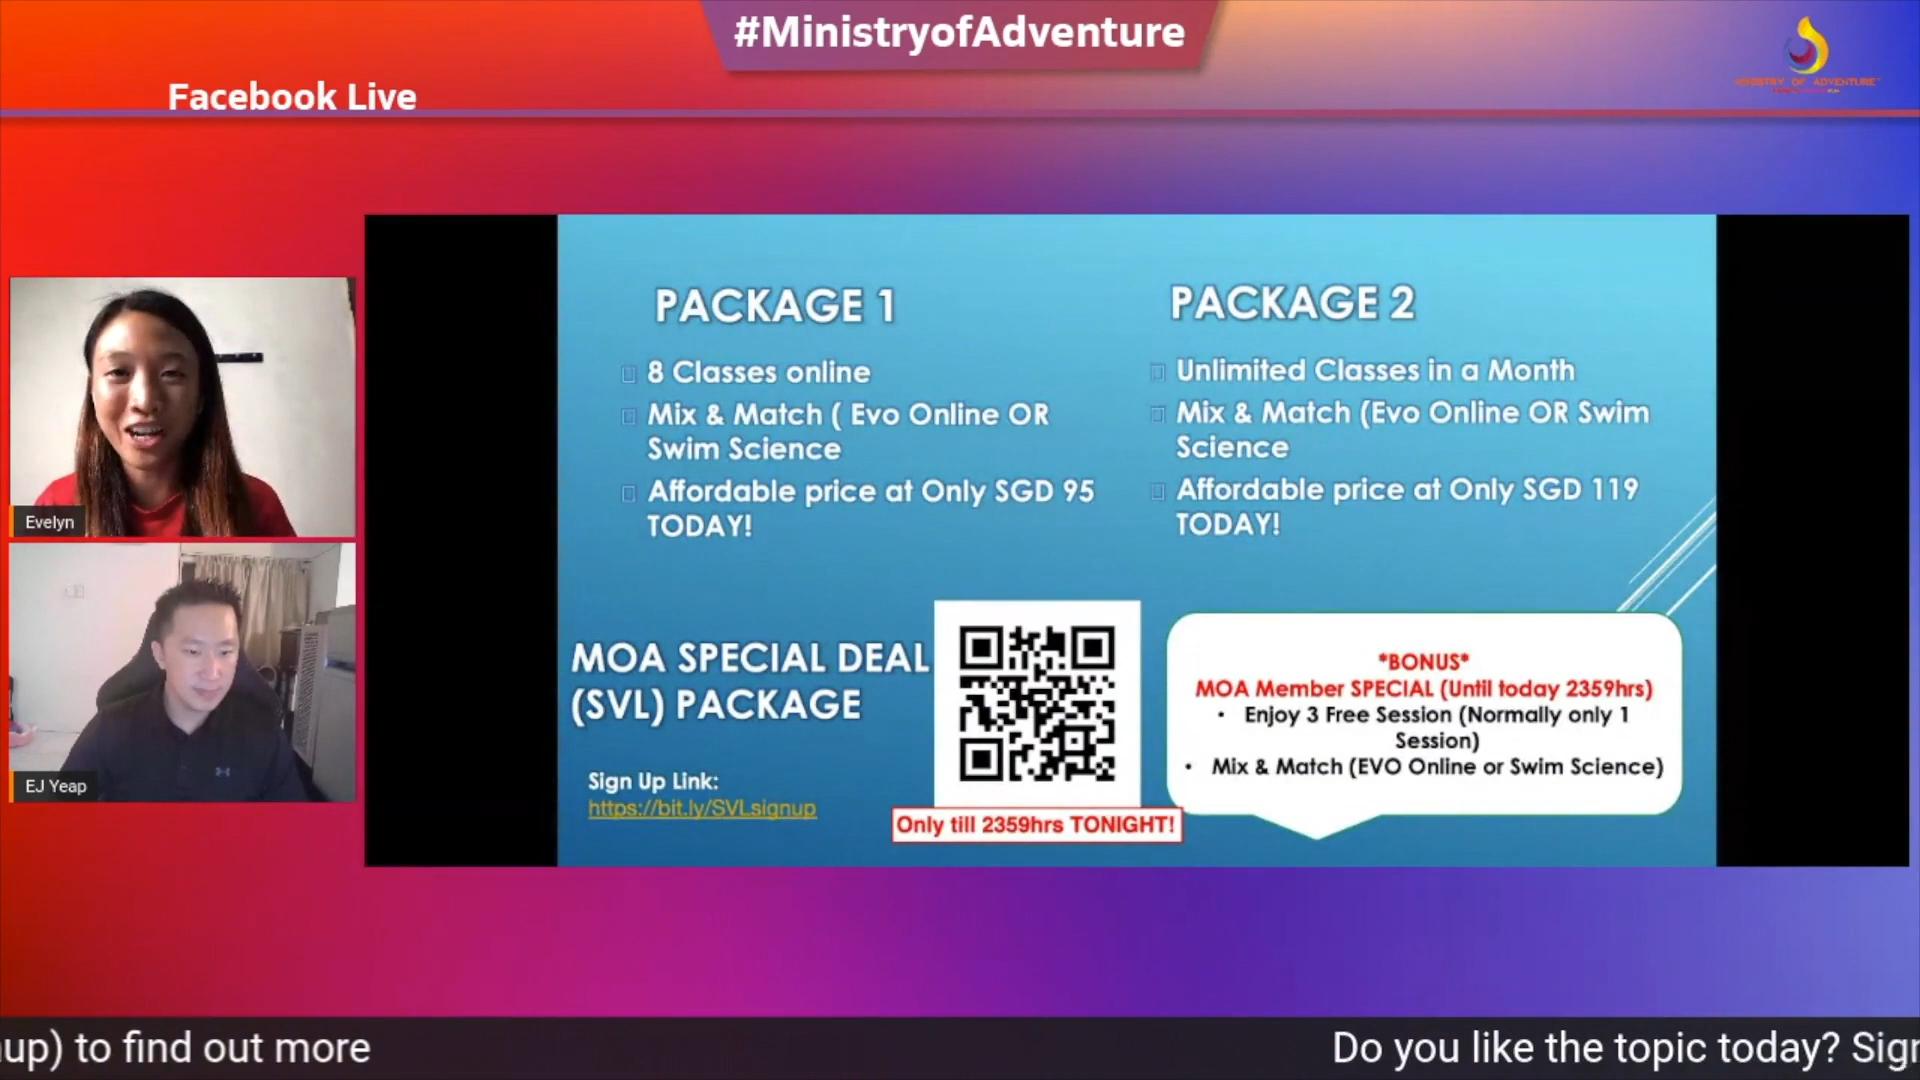 #MinistryofAdventure
Facebook Live
MINISTRY OF ADVENTURE
PACKAGE 1
8 Classes online
Mix & Match ( Evo Online OR
Swim Science
Affordable price at Only SGD 95
TODAY!
PACKAGE 2
Unlimited Classes in a Month
Mix & Match (Evo Online OR Swim
Science
Affordable price at Only SGD 119
TODAY!
Evelyn
EJ Yeap
MOA SPECIAL DEAL
(SVL) PACKAGE
Sign Up Link:
https://bit.ly/SVLsignup
Only till 2359hrs TONIGHT!
*BONUS*
MOA Member SPECIAL (Until today 2359hrs)
• Enjoy 3 Free Session (Normally only 1
Session)
• Mix & Match (EVO Online or Swim Science)
up) to find out more
Do you like the topic today? Sign